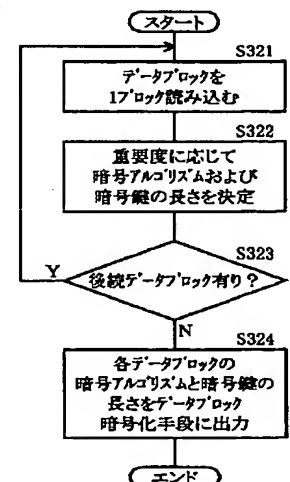 スタート
S321
データブロックを
1ブロック読み込む
S322
重要度に応じて
暗号アルゴリズムおよび
暗号鍵の長さを決定
S323
Y
後続データブロック有り?
N
S324
各データブロックの
暗号アルゴリズムと暗号鍵の
長さをデータブロック
暗号化手段に出力
エンド